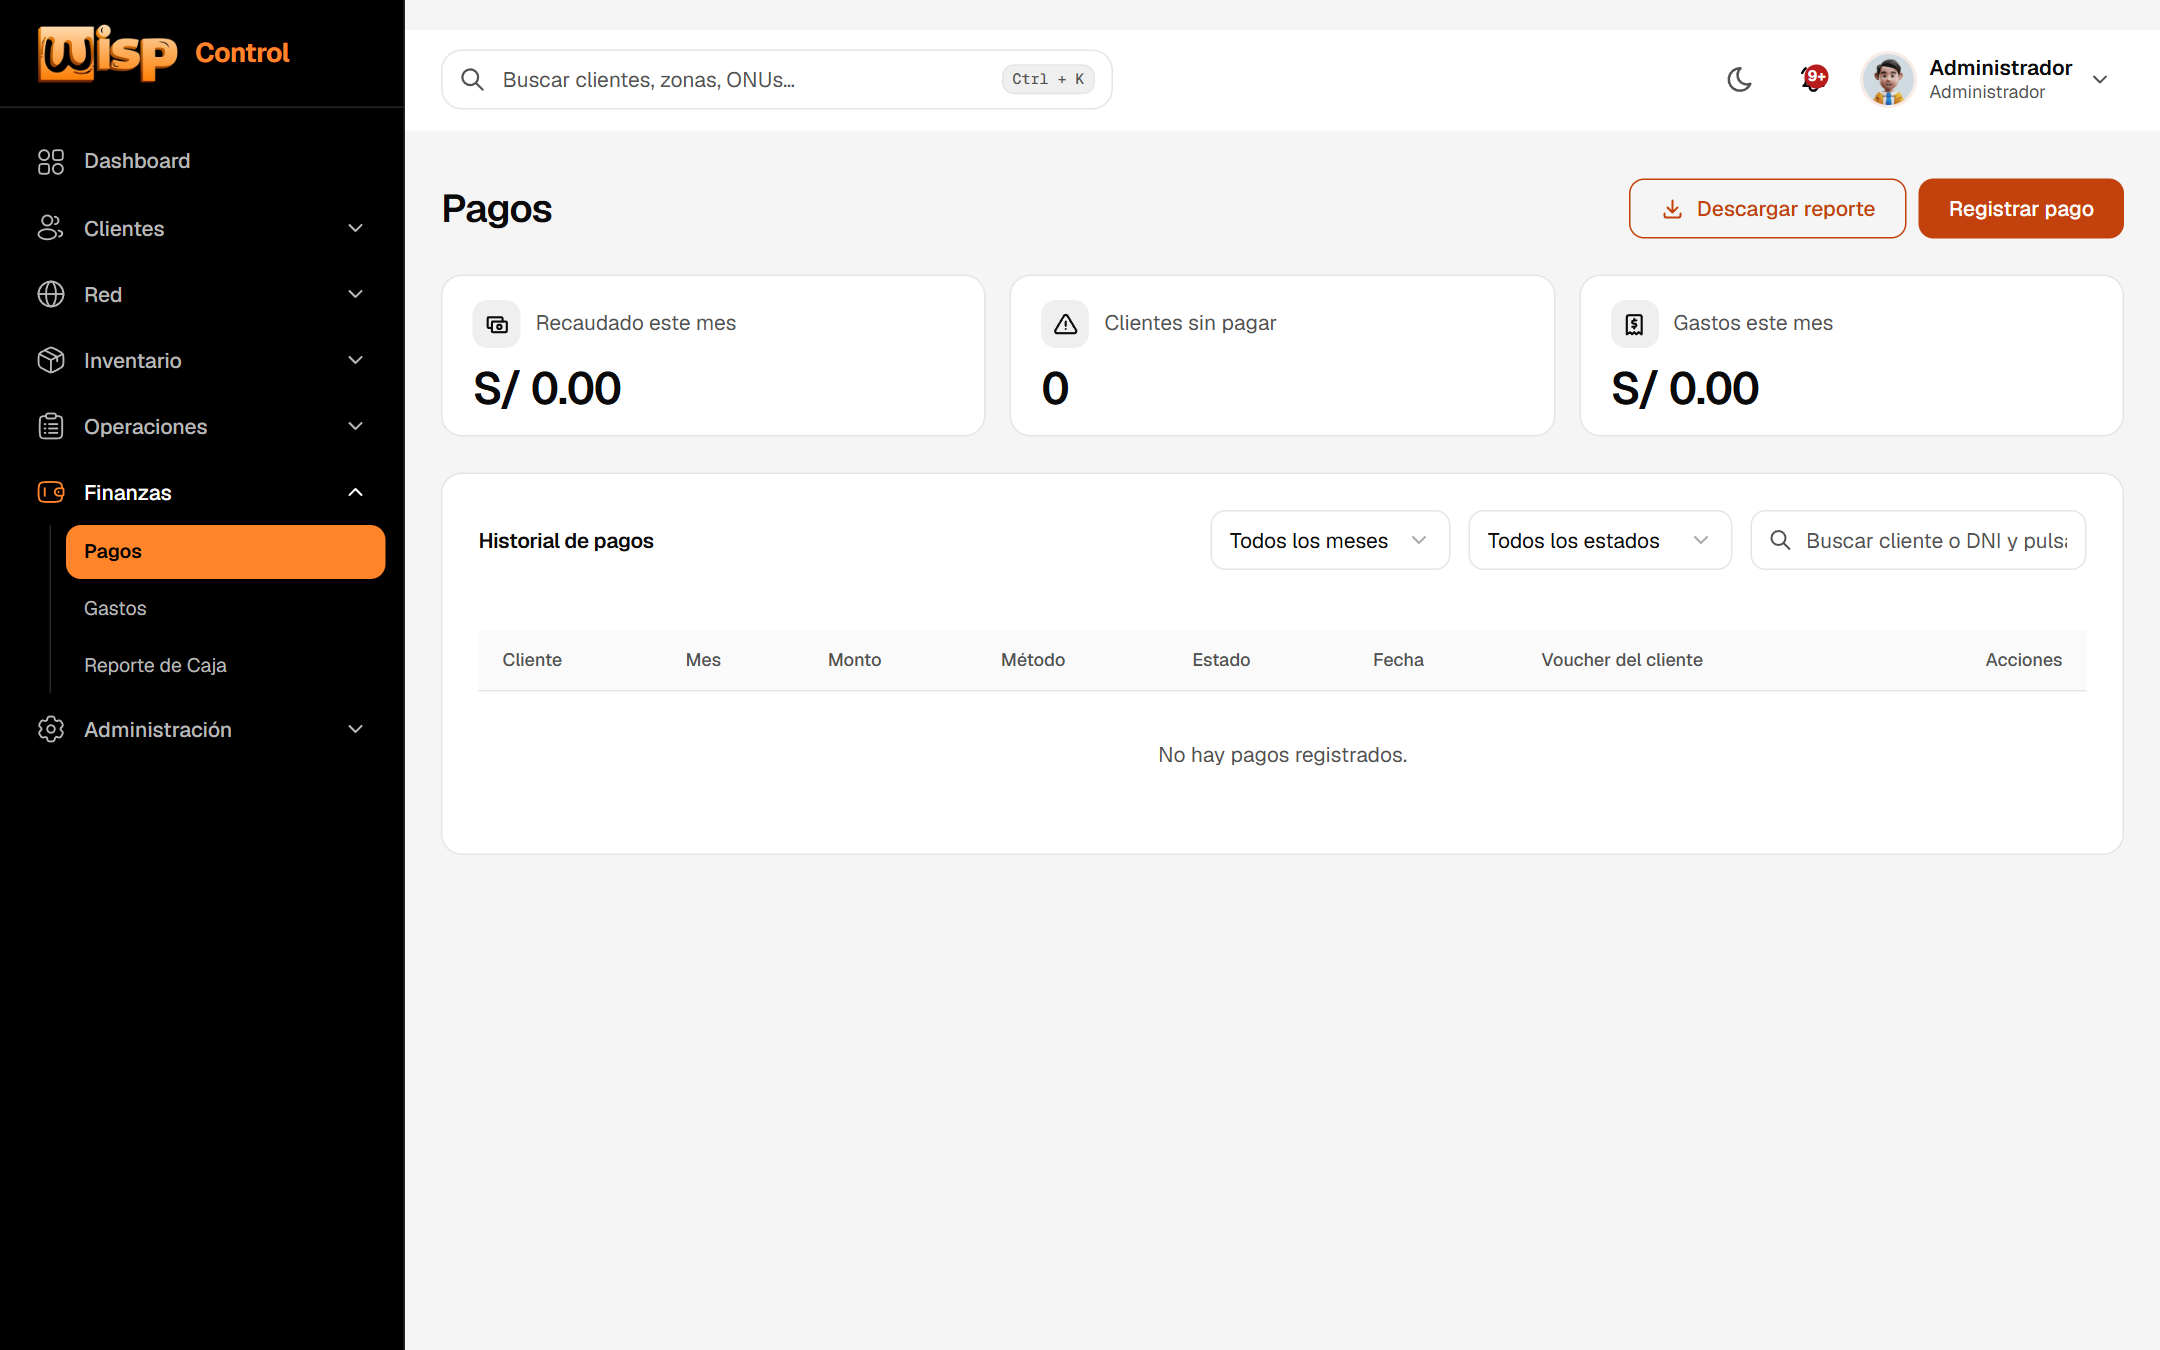 Wisp Control
Dashboard
Clientes
Red
Inventario
Operaciones
Finanzas
Pagos
Gastos
Reporte de Caja
Administración
Buscar clientes, zonas, ONUs...
Ctrl + K
9+
Administrador
Administrador
Pagos
Descargar reporte
Registrar pago
Recaudado este mes
S/ 0.00
Clientes sin pagar
0
Gastos este mes
S/ 0.00
Historial de pagos
Todos los meses
Todos los estados
Buscar cliente o DNI y puls
Cliente Mes Monto Método Estado Fecha Voucher del cliente Acciones
No hay pagos registrados.